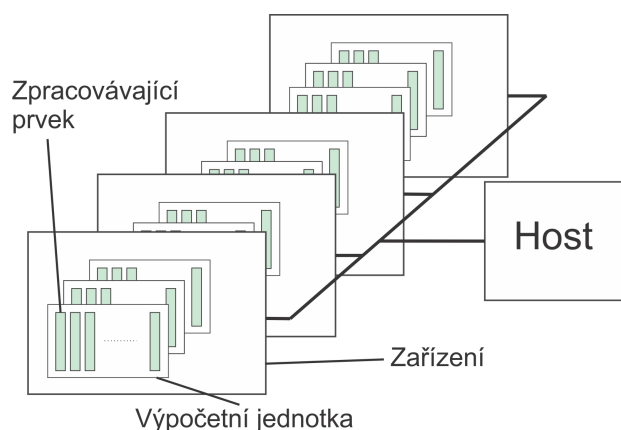 Zpracovávající
prvek
Host
Zařízení
Výpočetní jednotka